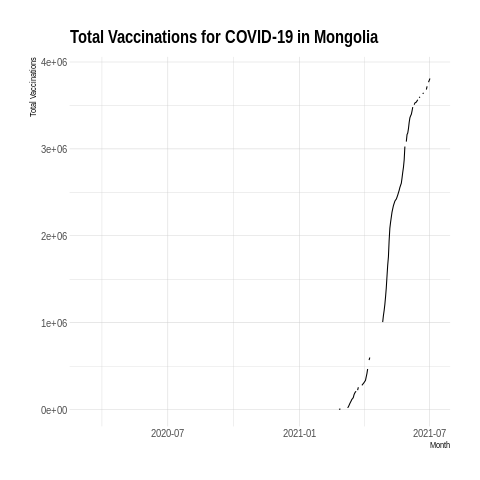 Total Vaccinations for COVID-19 in Mongolia
Total Vaccinations
4e+06
3e+06
2e+06
1e+06
0e+00
2020-07
2021-01
2021-07
Month